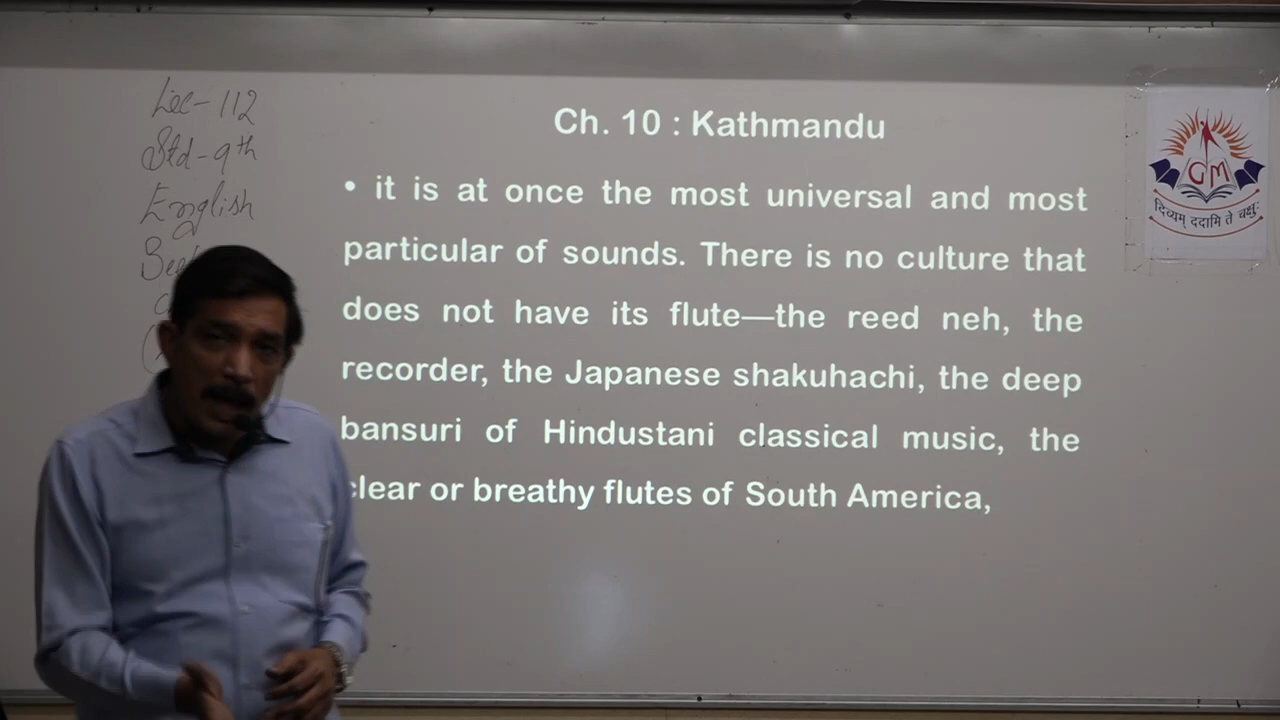 Lec-112
Std-9th
English
Ch. 10 : Kathmandu
• it is at once the most universal and most
particular of sounds. There is no culture that
does not have its flute—the reed neh, the
recorder, the Japanese shakuhachi, the deep
bansuri of Hindustani classical music, the
clear or breathy flutes of South America,
GM
दिव्यम् ददामि ते चक्षुः